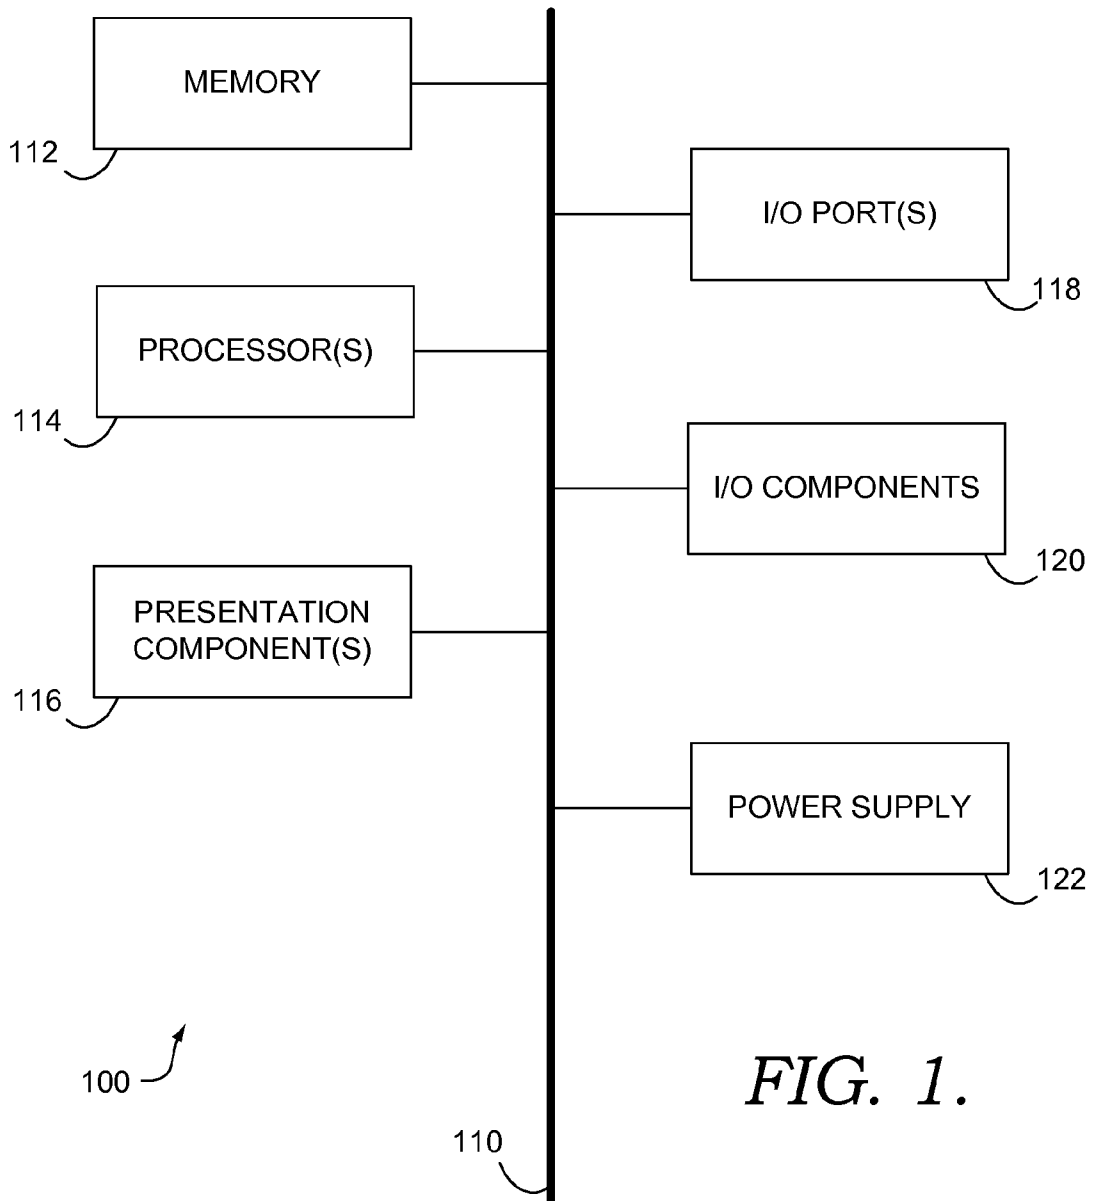 MEMORY
112
I/O PORT(S)
118
PROCESSOR(S)
114
I/O COMPONENTS
120
PRESENTATION
COMPONENT(S)
116
POWER SUPPLY
122
100
FIG. 1.
110